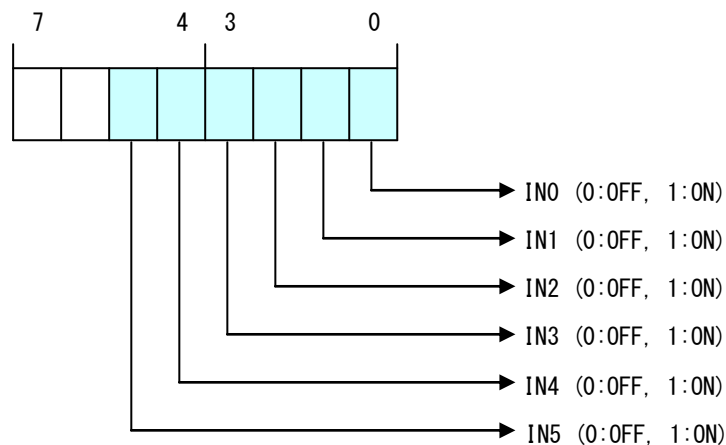 7 4 3 0
IN0 (0:OFF, 1:ON)
IN1 (0:OFF, 1:ON)
IN2 (0:OFF, 1:ON)
IN3 (0:OFF, 1:ON)
IN4 (0:OFF, 1:ON)
IN5 (0:OFF, 1:ON)